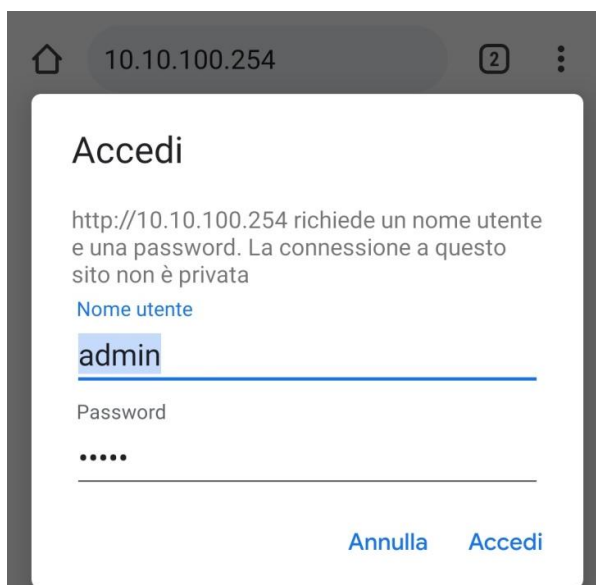 10.10.100.254
2
Accedi
http://10.10.100.254 richiede un nome utente
e una password. La connessione a questo
sito non è privata
Nome utente
admin
Password
•••••
Annulla Accedi